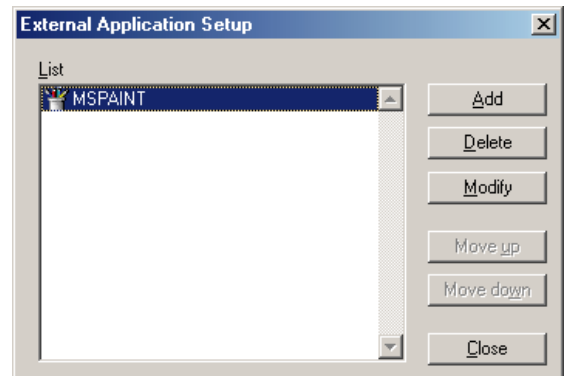 External Application Setup
List
MSPAINT
Add
Delete
Modify
Move up
Move down
Close